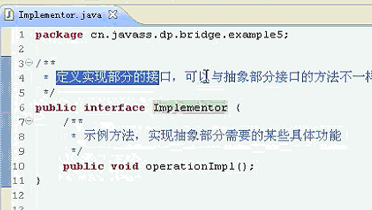 Implementor.java
1 package cn.javass.dp.bridge.example5;
2
3 /**
4  * 定义实现部分的接口，可以与抽象部分接口的方法不一样
5  */
6 public interface Implementor {
7     /**
8      * 示例方法，实现抽象部分需要的某些具体功能
9      */
10     public void operationImpl();
11 }